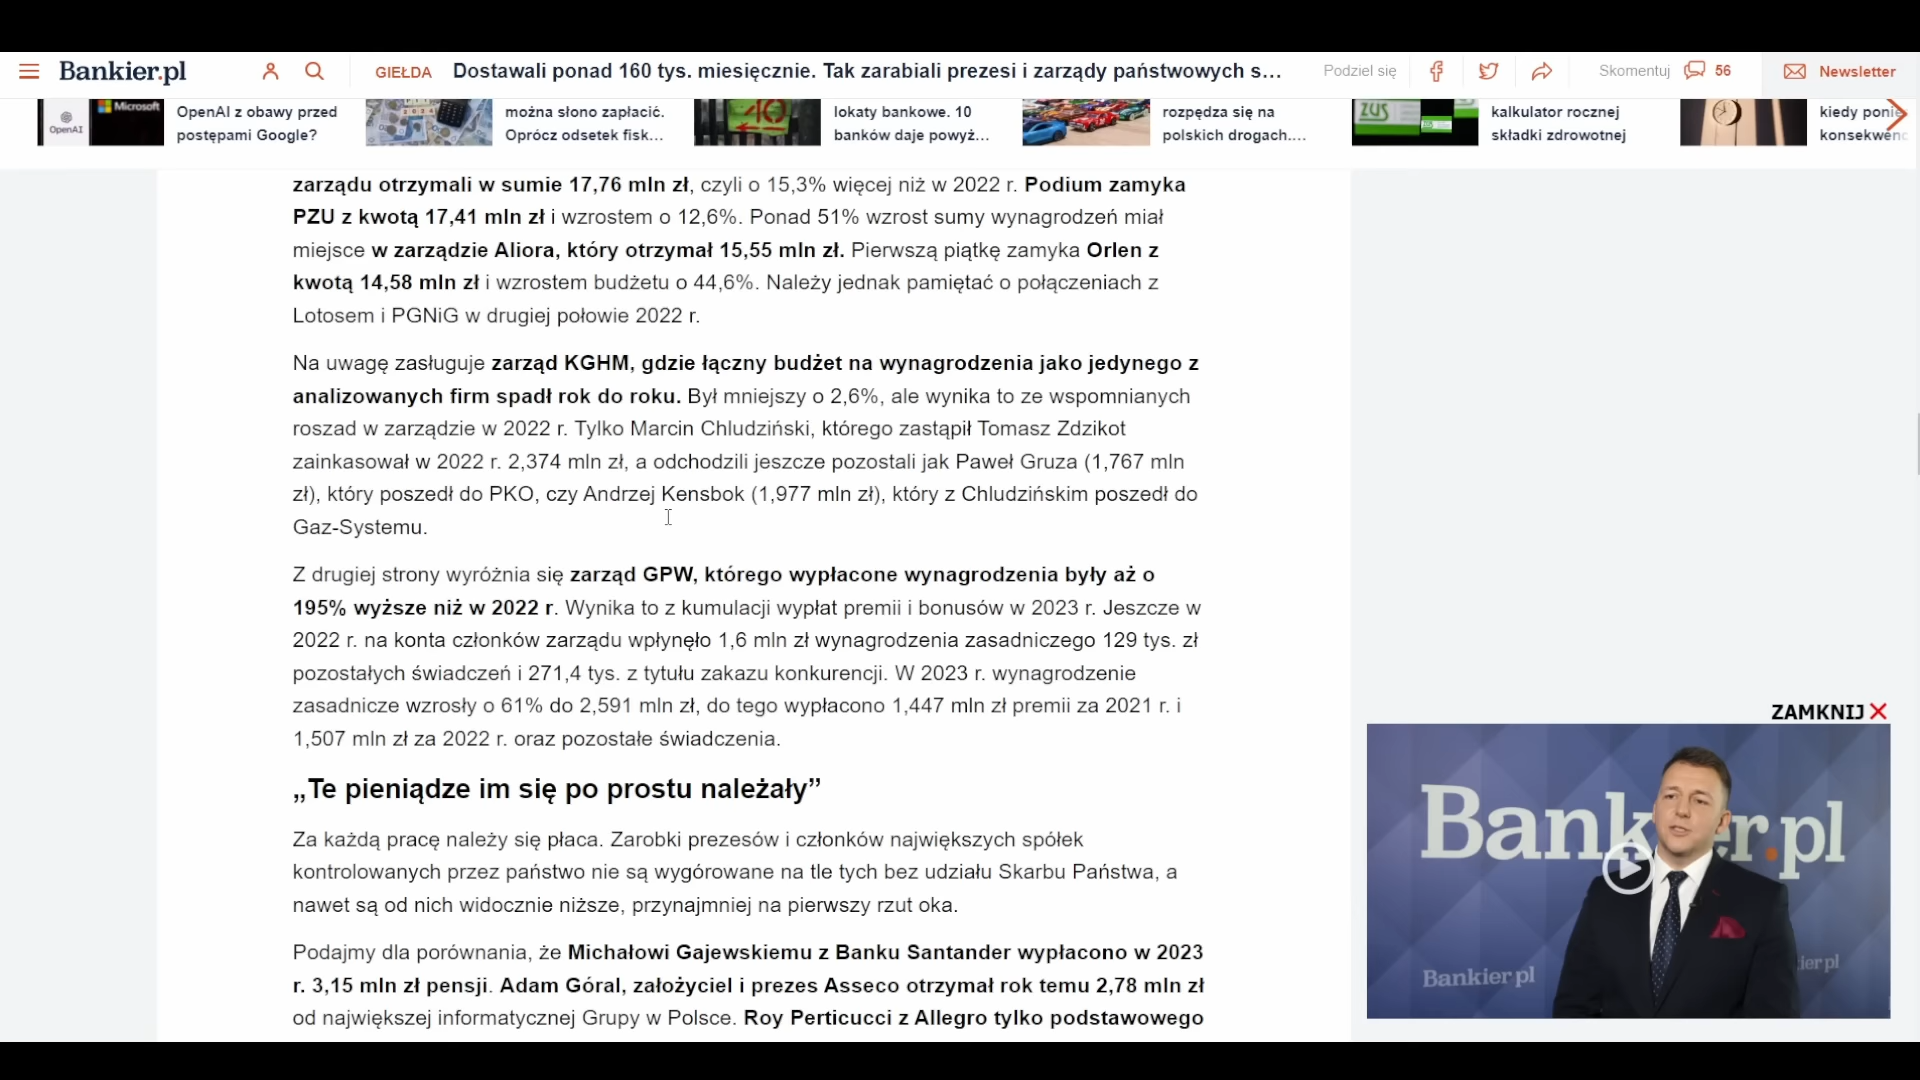 Bankier.pl
GIEŁDA
Dostawali ponad 160 tys. miesięcznie. Tak zarabiali prezesi i zarządy państwowych s...
Podziel się
Skomentuj
56
Newsletter
OpenAI
Microsoft
OpenAI z obawy przed
postępami Google?
można słono zapłacić.
Oprócz odsetek fisk...
lokaty bankowe. 10
banków daje powyż...
rozpędza się na
polskich drogach....
ZUS
kalkulator rocznej
składki zdrowotnej
kiedy ponie
konsekwenc
zarządu otrzymali w sumie 17,76 mln zł, czyli o 15,3% więcej niż w 2022 r. Podium zamyka
PZU z kwotą 17,41 mln zł i wzrostem o 12,6%. Ponad 51% wzrost sumy wynagrodzeń miał
miejsce w zarządzie Aliora, który otrzymał 15,55 mln zł. Pierwszą piątkę zamyka Orlen z
kwotą 14,58 mln zł i wzrostem budżetu o 44,6%. Należy jednak pamiętać o połączeniach z
Lotosem i PGNiG w drugiej połowie 2022 r.
Na uwagę zasługuje zarząd KGHM, gdzie łączny budżet na wynagrodzenia jako jedynego z
analizowanych firm spadł rok do roku. Był mniejszy o 2,6%, ale wynika to ze wspomnianych
roszad w zarządzie w 2022 r. Tylko Marcin Chludziński, którego zastąpił Tomasz Zdzikot
zainkasował w 2022 r. 2,374 mln zł, a odchodzili jeszcze pozostali jak Paweł Gruza (1,767 mln
zł), który poszedł do PKO, czy Andrzej Kensbok (1,977 mln zł), który z Chludzińskim poszedł do
Gaz-Systemu.
Z drugiej strony wyróżnia się zarząd GPW, którego wypłacone wynagrodzenia były aż o
195% wyższe niż w 2022 r. Wynika to z kumulacji wypłat premii i bonusów w 2023 r. Jeszcze w
2022 r. na konta członków zarządu wpłynęło 1,6 mln zł wynagrodzenia zasadniczego 129 tys. zł
pozostałych świadczeń i 271,4 tys. z tytułu zakazu konkurencji. W 2023 r. wynagrodzenie
zasadnicze wzrosły o 61% do 2,591 mln zł, do tego wypłacono 1,447 mln zł premii za 2021 r. i
1,507 mln zł za 2022 r. oraz pozostałe świadczenia.
„Te pieniądze im się po prostu należały”
Za każdą pracę należy się płaca. Zarobki prezesów i członków największych spółek
kontrolowanych przez państwo nie są wygórowane na tle tych bez udziału Skarbu Państwa, a
nawet są od nich widocznie niższe, przynajmniej na pierwszy rzut oka.
Podajmy dla porównania, że Michałowi Gajewskiemu z Banku Santander wypłacono w 2023
r. 3,15 mln zł pensji. Adam Góral, założyciel i prezes Asseco otrzymał rok temu 2,78 mln zł
od największej informatycznej Grupy w Polsce. Roy Perticucci z Allegro tylko podstawowego
ZAMKNIJ
Bankier.pl
Bankier.pl
ier.pl